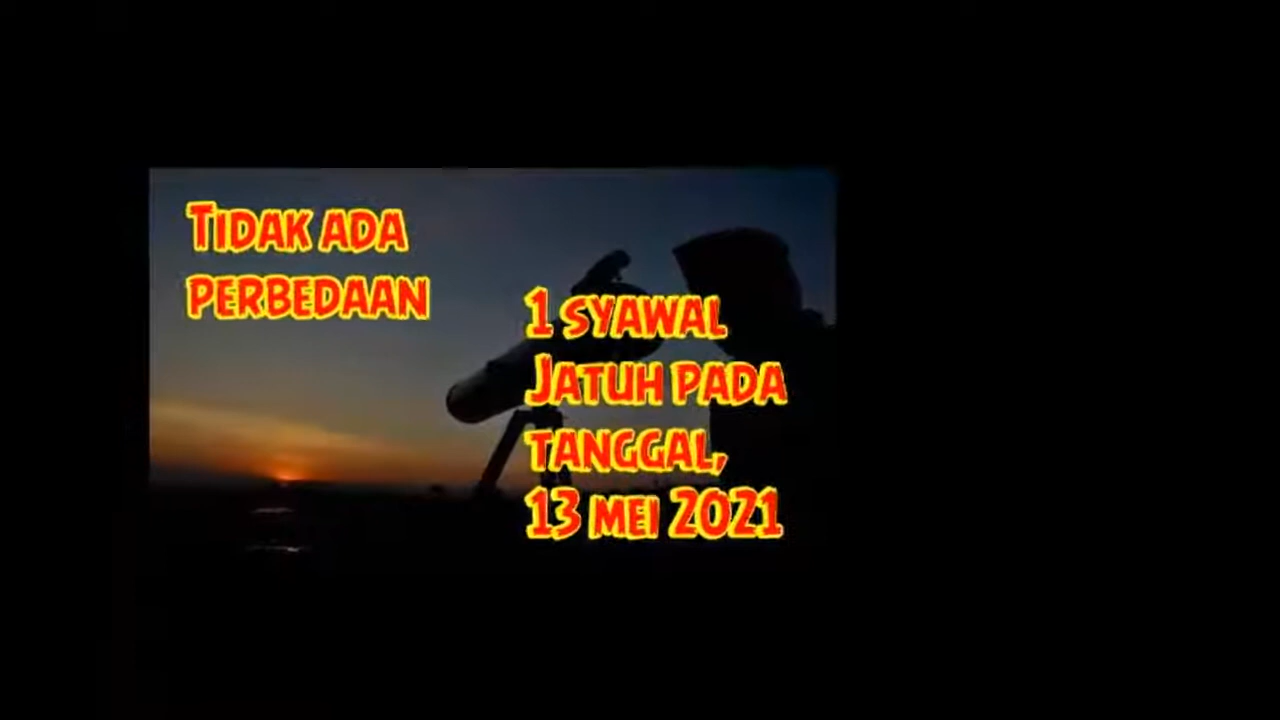 Tidak ada
perbedaan
1 syawal
Jatuh pada
tanggal,
13 mei 2021